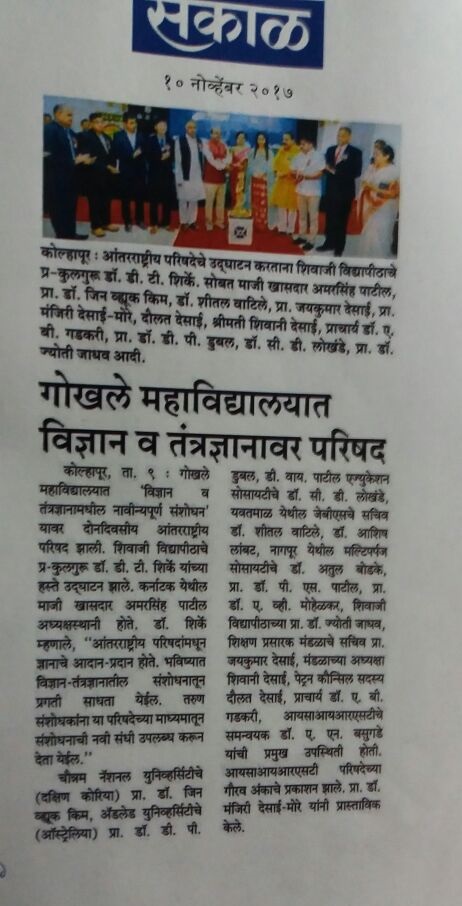 सकाळ
१० नोव्हेंबर २०१७
कोल्हापूर : आंतरराष्ट्रीय परिषदेचे उद्‌घाटन करताना शिवाजी विद्यापीठाचे
प्र-कुलगुरू डॉ. डी. टी. शिर्के. सोबत माजी खासदार अमरसिंह पाटील,
प्रा. डॉ. जिन व्ह्यूक किम, डॉ. शीतल वाटिले, प्रा. जयकुमार देसाई, प्रा.
मंजिरी देसाई-मोरे, दौलत देसाई, श्रीमती शिवानी देसाई, प्राचार्य डॉ. ए.
बी. गडकरी, प्रा. डॉ. डी. पी. डुबल, डॉ. सी. डी. लोखंडे, प्रा. डॉ.
ज्योती जाधव आदी.
गोखले महाविद्यालयात
विज्ञान व तंत्रज्ञानावर परिषद
कोल्हापूर, ता. ९ : गोखले
महाविद्यालयात 'विज्ञान व
तंत्रज्ञानामधील नावीन्यपूर्ण संशोधन'
यावर दोनदिवसीय आंतरराष्ट्रीय
परिषद झाली. शिवाजी विद्यापीठाचे
प्र-कुलगुरू डॉ. डी. टी. शिर्के यांच्या
हस्ते उद्‌घाटन झाले. कर्नाटक येथील
माजी खासदार अमरसिंह पाटील
अध्यक्षस्थानी होते. डॉ. शिर्के
म्हणाले, "आंतरराष्ट्रीय परिषदांमधून
ज्ञानाचे आदान-प्रदान होते. भविष्यात
विज्ञान-तंत्रज्ञानातील संशोधनातून
प्रगती साधता येईल. तरुण
संशोधकांना या परिषदेच्या माध्यमातून
संशोधनाची नवी संधी उपलब्ध करून
देता येईल."
चौन्नम नॅशनल युनिव्हर्सिटीचे
(दक्षिण कोरिया) प्रा. डॉ. जिन
व्ह्यूक किम, ॲडलेड युनिव्हर्सिटीचे
(ऑस्ट्रेलिया) प्रा. डॉ. डी. पी.
डुबल, डी. वाय. पाटील एज्युकेशन
सोसायटीचे डॉ. सी. डी. लोखंडे,
यवतमाळ येथील जेबीएसचे सचिव
डॉ. शीतल वाटिले, डॉ. आशिष
लांबट, नागपूर येथील मल्टिपर्पज
सोसायटीचे डॉ. अतुल बोडके,
प्रा. डॉ. पी. एस. पाटील, प्रा.
डॉ. ए. व्ही. मोहोळकर, शिवाजी
विद्यापीठाच्या प्रा. डॉ. ज्योती जाधव,
शिक्षण प्रसारक मंडळाचे सचिव प्रा.
जयकुमार देसाई, मंडळाच्या अध्यक्षा
शिवानी देसाई, पेट्रन कौन्सिल सदस्य
दौलत देसाई, प्राचार्य डॉ. ए. बी.
गडकरी, आयसाआयआरएसटीचे
समन्वयक डॉ. ए. एन. बसुगडे
यांची प्रमुख उपस्थिती होती.
आयसाआयआरएसटी परिषदेच्या
गौरव अंकाचे प्रकाशन झाले. प्रा. डॉ.
मंजिरी देसाई-मोरे यांनी प्रास्ताविक
केले.